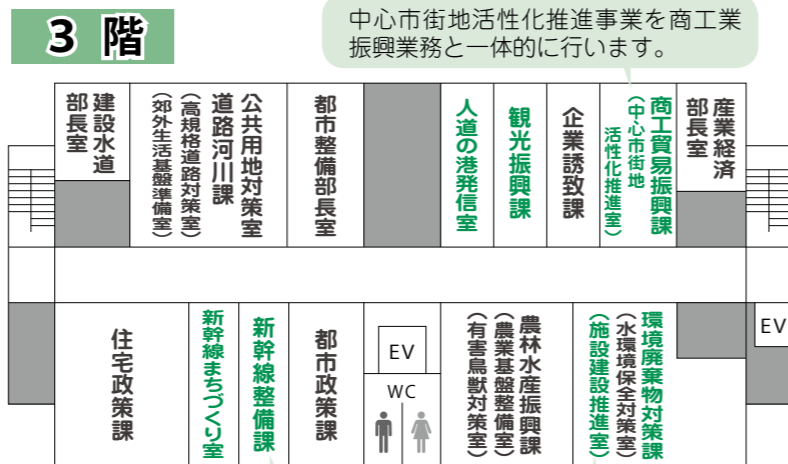 3 階
中心市街地活性化推進事業を商工業
振興業務と一体的に行います。
建設水道
部長室
公共用地対策室
道路河川課
（高規格道路対策室）
（郊外生活基盤準備室）
都市整備部長室
人道の港発信室
観光振興課
企業誘致課
商工貿易振興課
（中心市街地
活性化推進室）
産業経済
部長室
住宅政策課
新幹線まちづくり室
新幹線整備課
都市政策課
EV
WC
農林水産振興課
（農業基盤整備室）
（有害鳥獣対策室）
環境廃棄物対策課
（水環境保全対策室）
（施設建設推進室）
EV